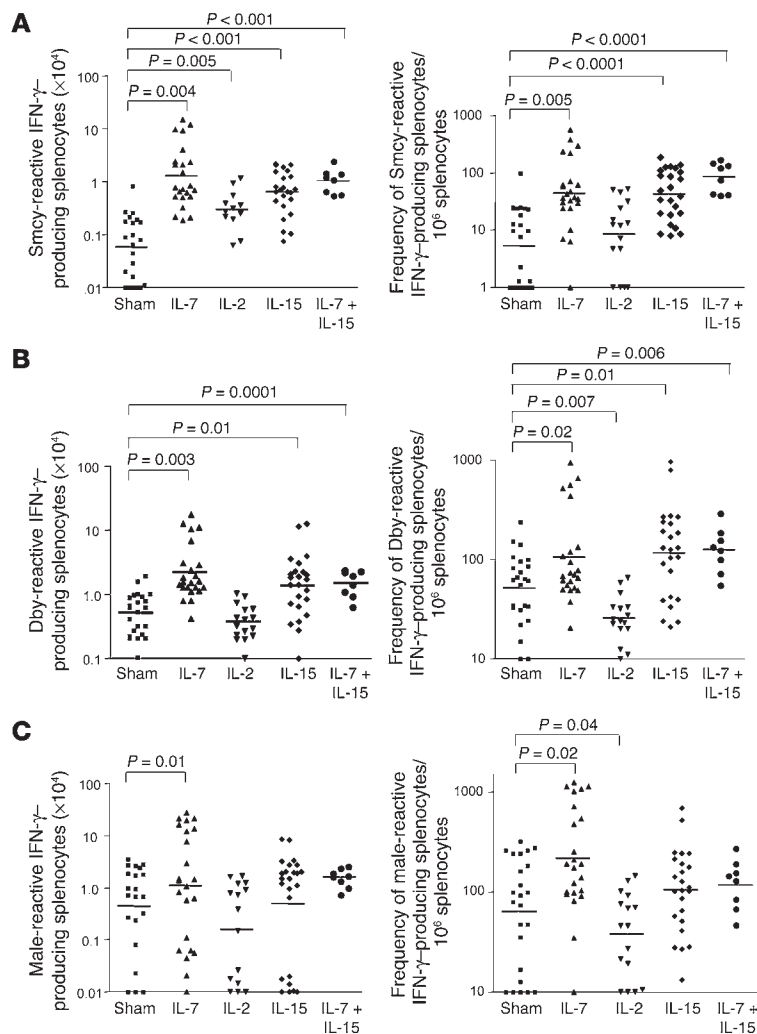 A
P < 0.001
P < 0.001
P = 0.005
P = 0.004
Smcy-reactive IFN-γ–
producing splenocytes (×10⁴)
100
10
1
0.1
.01
Sham IL-7 IL-2 IL-15 IL-7 +
IL-15
P < 0.0001
P < 0.0001
P = 0.005
Frequency of Smcy-reactive
IFN-γ–producing splenocytes/
10⁶ splenocytes
1000
100
10
1
Sham IL-7 IL-2 IL-15 IL-7 +
IL-15
B
P = 0.0001
P = 0.01
P = 0.003
Dby-reactive IFN-γ–
producing splenocytes (×10⁴)
100
10
1.0
0.1
Sham IL-7 IL-2 IL-15 IL-7 +
IL-15
P = 0.006
P = 0.01
P = 0.007
P = 0.02
Frequency of Dby-reactive
IFN-γ–producing splenocytes/
10⁶ splenocytes
1000
100
10
Sham IL-7 IL-2 IL-15 IL-7 +
IL-15
C
P = 0.01
Male-reactive IFN-γ–
producing splenocytes (×10⁴)
100
10
1.0
0.1
0.01
Sham IL-7 IL-2 IL-15 IL-7 +
IL-15
P = 0.04
P = 0.02
Frequency of male-reactive
IFN-γ–producing splenocytes/
10⁶ splenocytes
1000
100
10
Sham IL-7 IL-2 IL-15 IL-7 +
IL-15